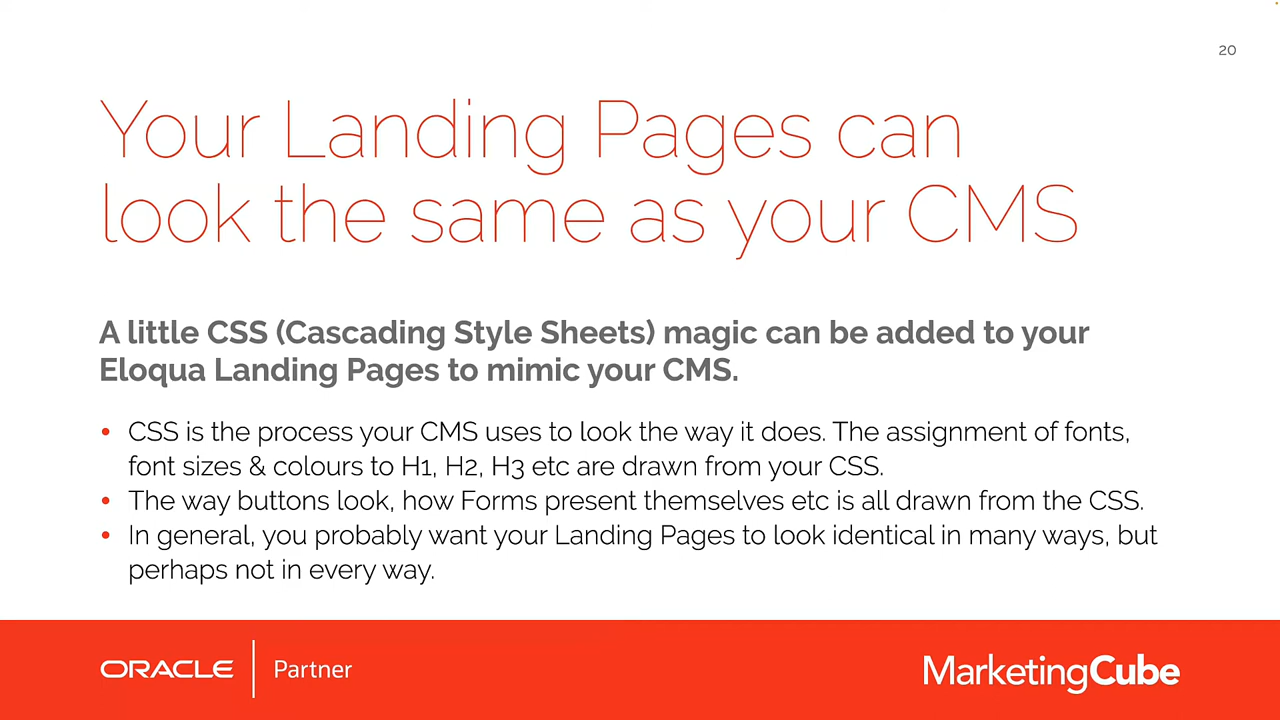 20
Your Landing Pages can
look the same as your CMS
A little CSS (Cascading Style Sheets) magic can be added to your
Eloqua Landing Pages to mimic your CMS.
• CSS is the process your CMS uses to look the way it does. The assignment of fonts,
font sizes & colours to H1, H2, H3 etc are drawn from your CSS.
• The way buttons look, how Forms present themselves etc is all drawn from the CSS.
• In general, you probably want your Landing Pages to look identical in many ways, but
perhaps not in every way.
ORACLE | Partner
MarketingCube